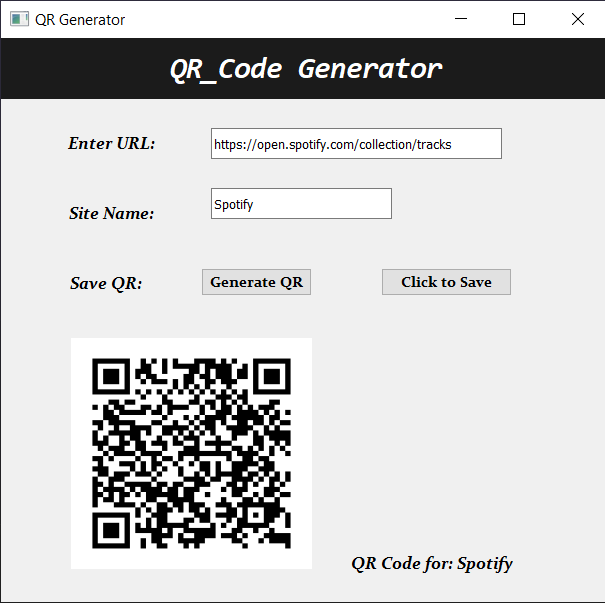 QR Generator
QR_Code Generator
Enter URL: https://open.spotify.com/collection/tracks
Site Name: Spotify
Save QR: Generate QR Click to Save
QR Code for: Spotify